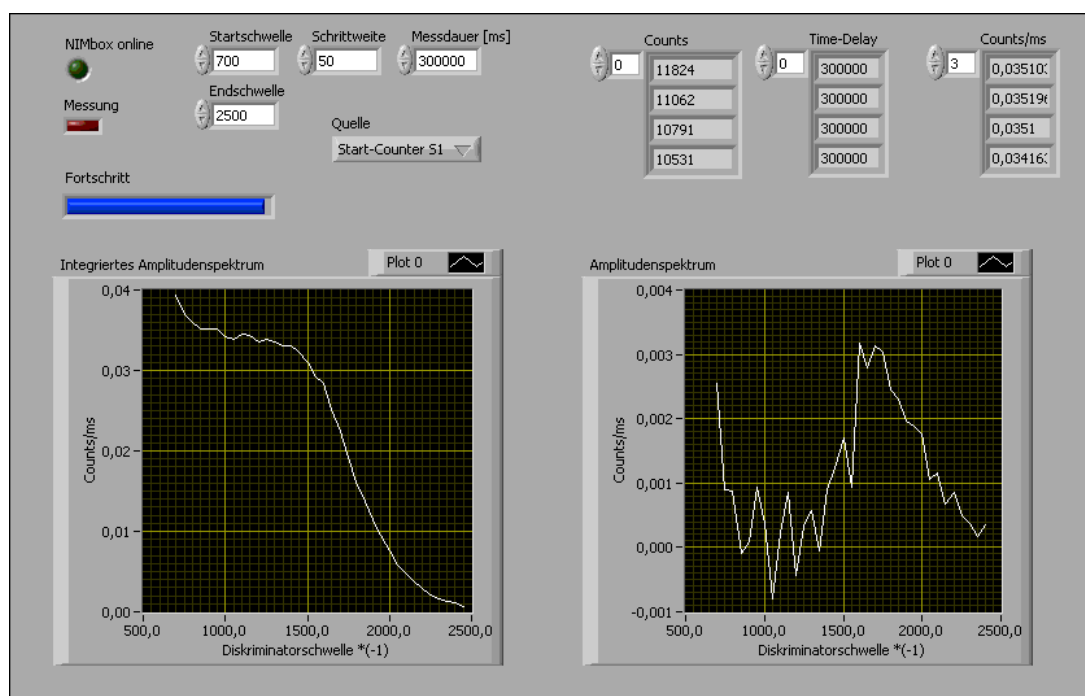 NIMbox online
Startschwelle
700
Schrittweite
50
Messdauer [ms]
300000
Messung
Endschwelle
2500
Quelle
Start-Counter S1
Fortschritt
Counts
0
11824
11062
10791
10531
Time-Delay
0
300000
300000
300000
300000
Counts/ms
3
0,03510
0,03519
0,0351
0,03416
Integriertes Amplitudenspektrum
Plot 0
0,04
0,03
0,02
0,01
0,00
Counts/ms
500,0 1000,0 1500,0 2000,0 2500,0
Diskriminatorschwelle *(-1)
Amplitudenspektrum
Plot 0
0,004
0,003
0,002
0,001
0,000
-0,001
Counts/ms
500,0 1000,0 1500,0 2000,0 2500,0
Diskriminatorschwelle *(-1)